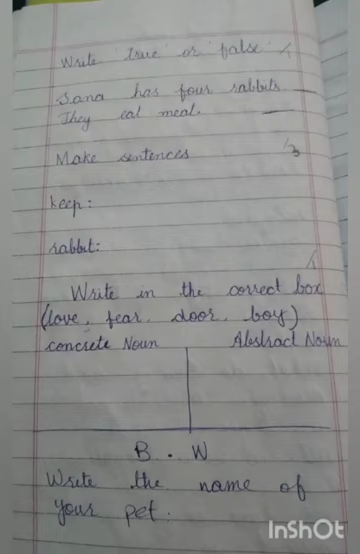 Write 'true' or 'false'
Sana has four rabbits. —
They eat meat. —
Make sentences
keep:
rabbit:
Write in the correct box
(love, fear, door, boy)
concrete Noun Abstract Noun
B. W
Write the name of
your pet.
InShOt